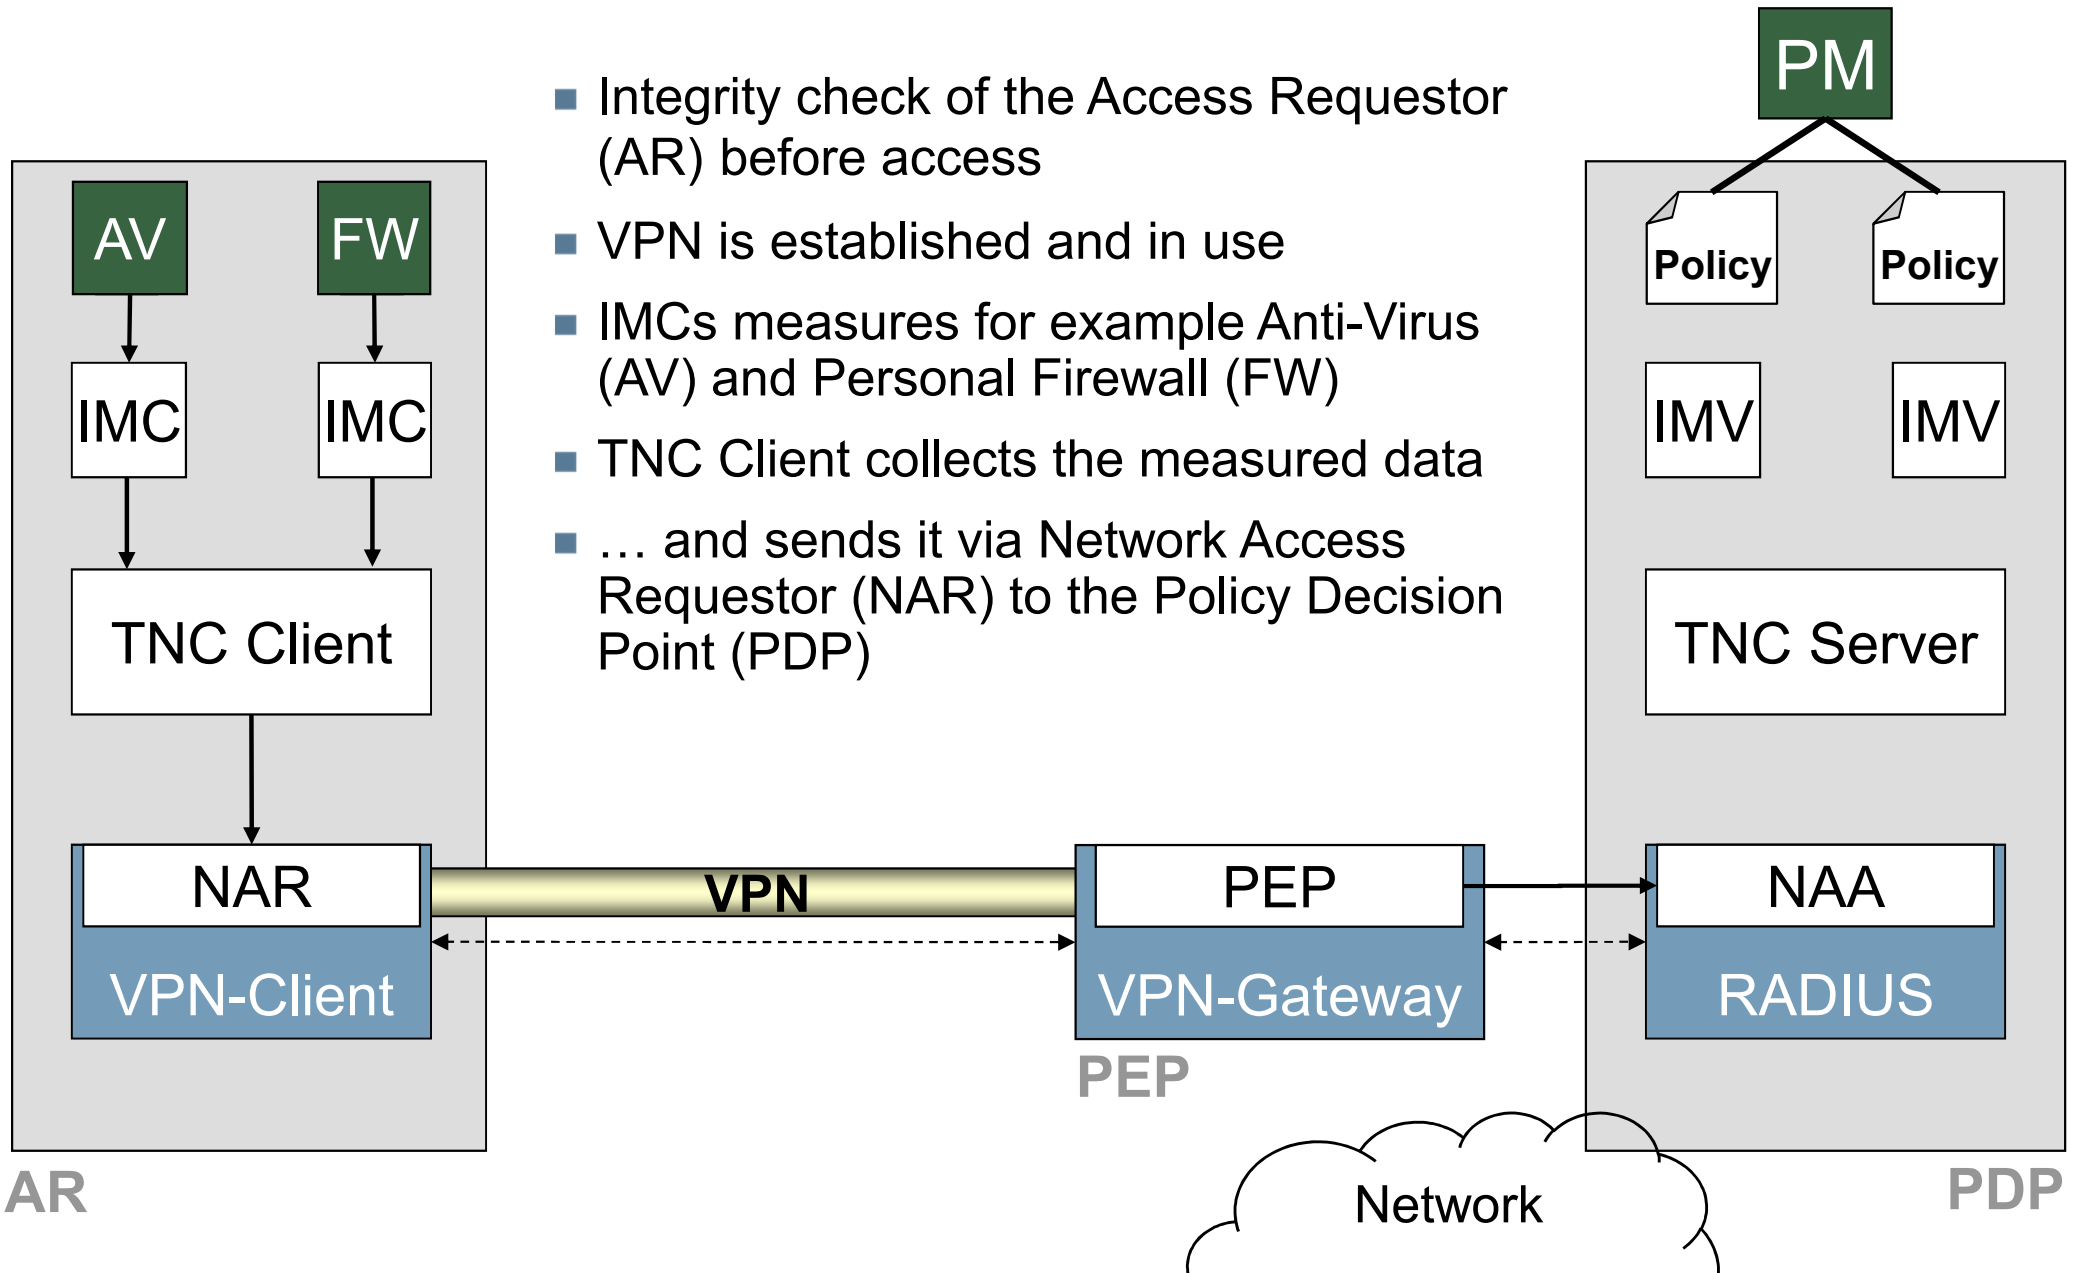 PM
Integrity check of the Access Requestor
(AR) before access
VPN is established and in use
IMCs measures for example Anti-Virus
(AV) and Personal Firewall (FW)
TNC Client collects the measured data
… and sends it via Network Access
Requestor (NAR) to the Policy Decision
Point (PDP)
AV
FW
IMC
IMC
TNC Client
NAR
VPN-Client
AR
VPN
PEP
VPN-Gateway
PEP
Policy
Policy
IMV
IMV
TNC Server
NAA
RADIUS
PDP
Network